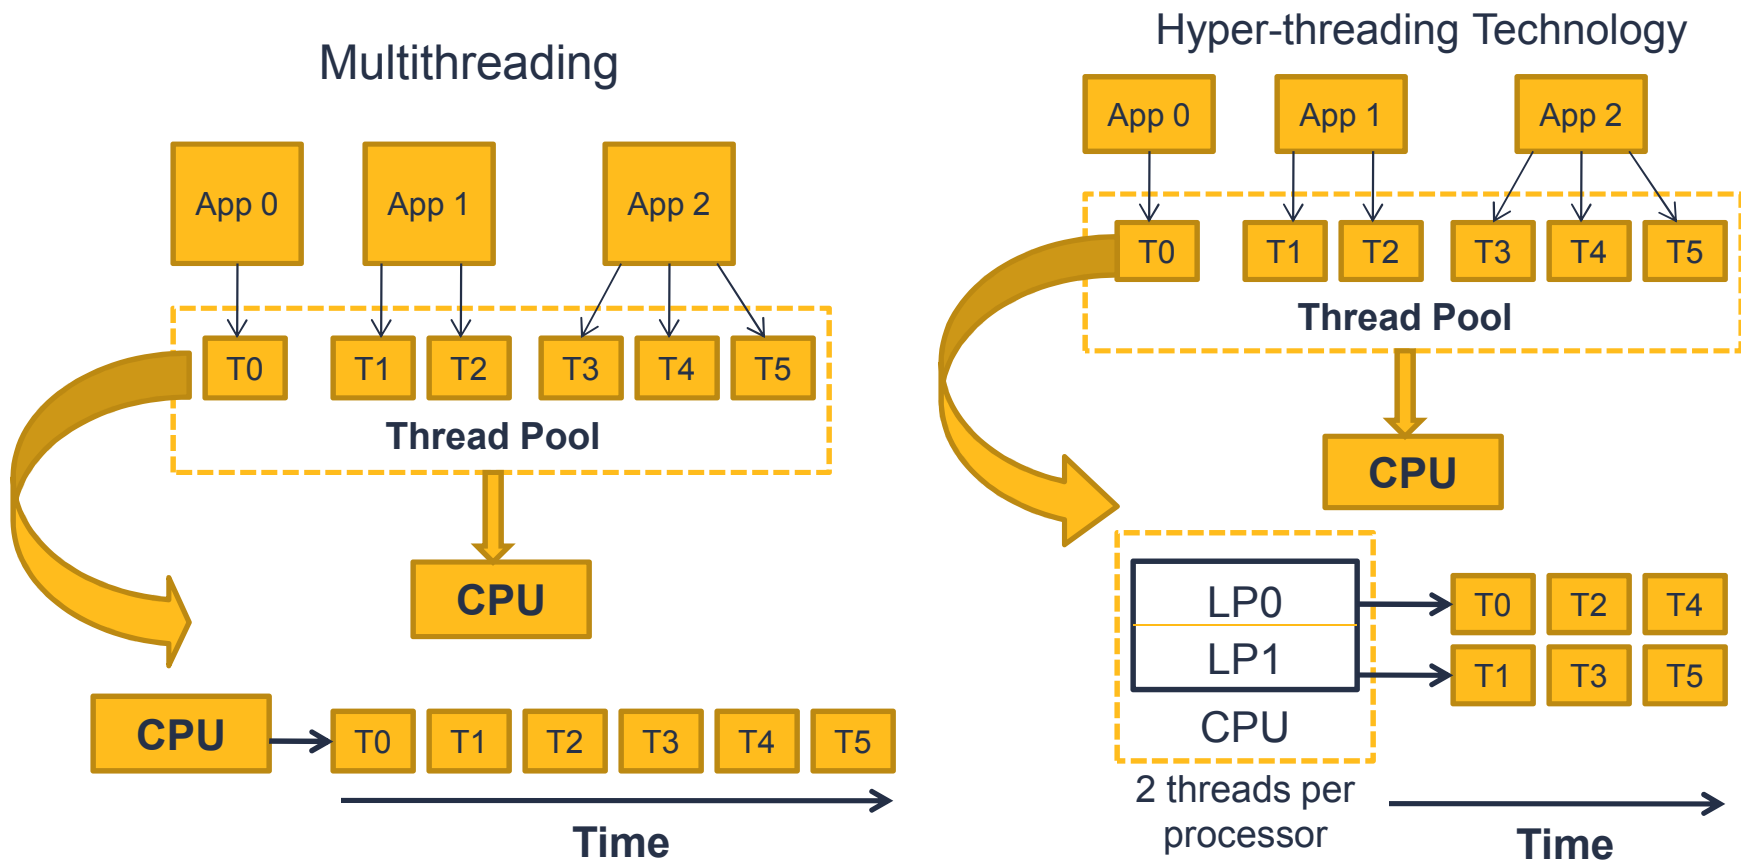 Multithreading
App 0 App 1 App 2
T0 T1 T2 T3 T4 T5
Thread Pool
CPU
CPU T0 T1 T2 T3 T4 T5
Time
Hyper-threading Technology
App 0 App 1 App 2
T0 T1 T2 T3 T4 T5
Thread Pool
CPU
LP0 T0 T2 T4
LP1 T1 T3 T5
CPU
2 threads per
processor
Time